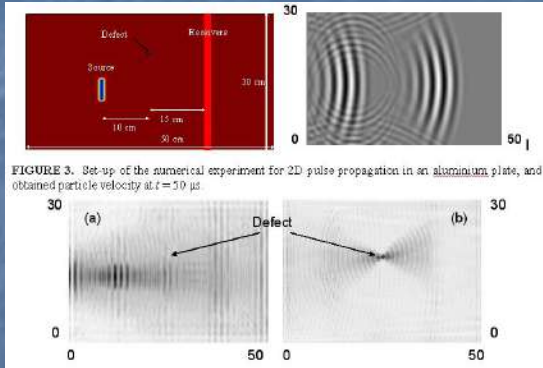 30
Defect
Receivers
Source
30 cm
15 cm
10 cm
50 cm
0
50
FIGURE 3. Set-up of the numerical experiment for 2D pulse propagation in an aluminium plate, and
obtained particle velocity at t = 50 µs.
30
(a)
Defect
(b)
30
0
0
0
50
0
50